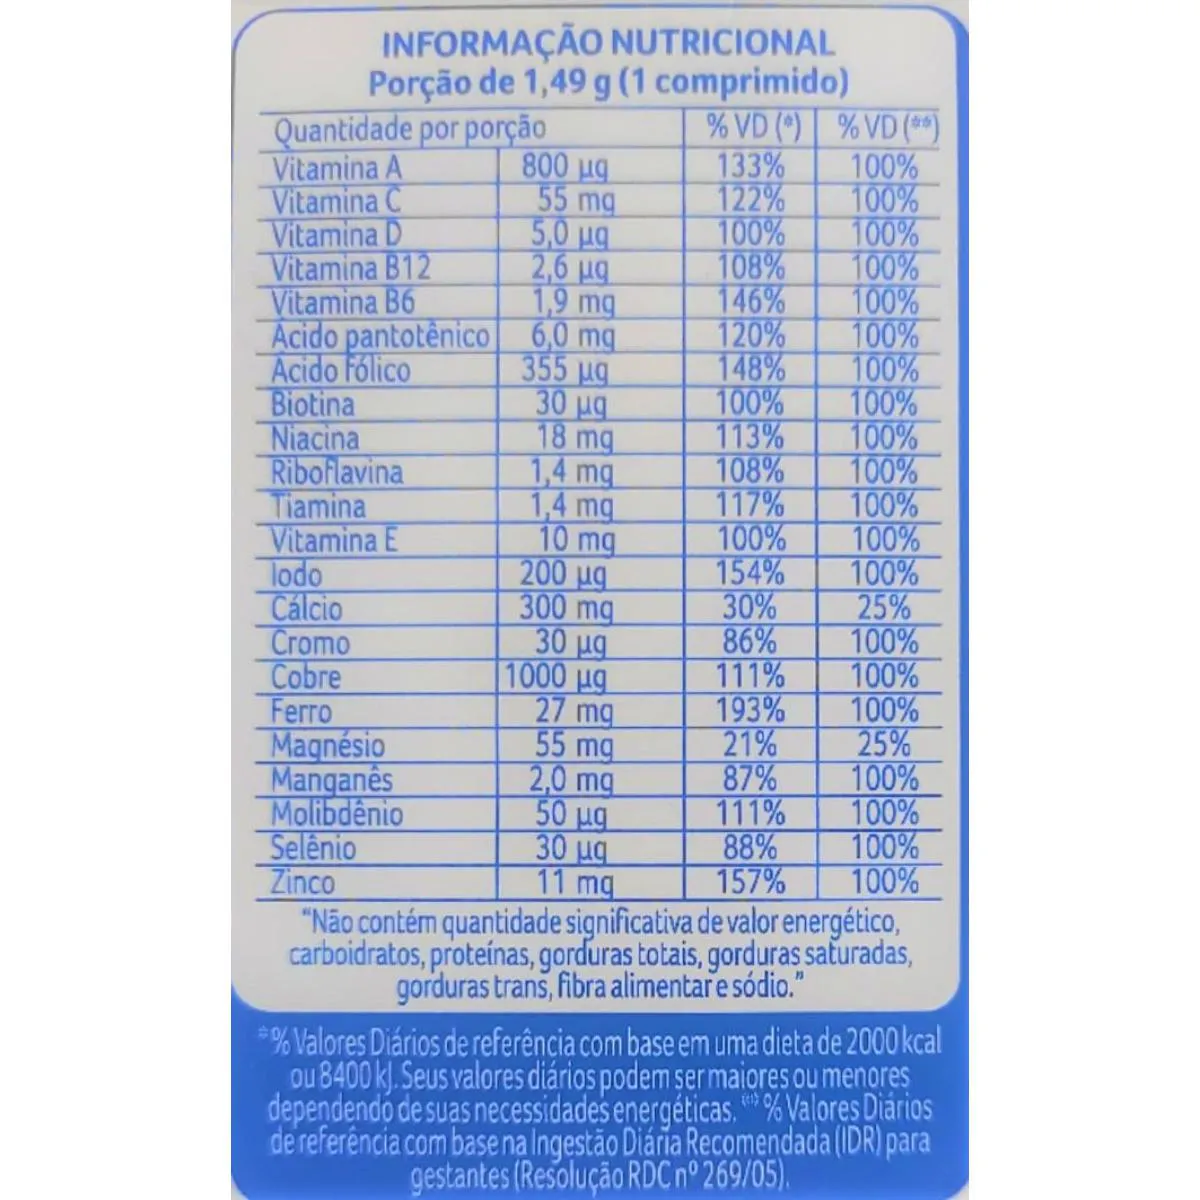 INFORMAÇÃO NUTRICIONAL
Porção de 1,49 g (1 comprimido)
Quantidade por porção % VD (*) % VD (**)
Vitamina A 800 µg 133% 100%
Vitamina C 55 mg 122% 100%
Vitamina D 5,0 µg 100% 100%
Vitamina B12 2,6 µg 108% 100%
Vitamina B6 1,9 mg 146% 100%
Ácido pantotênico 6,0 mg 120% 100%
Ácido Fólico 355 µg 148% 100%
Biotina 30 µg 100% 100%
Niacina 18 mg 113% 100%
Riboflavina 1,4 mg 108% 100%
Tiamina 1,4 mg 117% 100%
Vitamina E 10 mg 100% 100%
Iodo 200 µg 154% 100%
Cálcio 300 mg 30% 25%
Cromo 30 µg 86% 100%
Cobre 1000 µg 111% 100%
Ferro 27 mg 193% 100%
Magnésio 55 mg 21% 25%
Manganês 2,0 mg 87% 100%
Molibdênio 50 µg 111% 100%
Selênio 30 µg 88% 100%
Zinco 11 mg 157% 100%
"Não contém quantidade significativa de valor energético,
carboidratos, proteínas, gorduras totais, gorduras saturadas,
gorduras trans, fibra alimentar e sódio."
*% Valores Diários de referência com base em uma dieta de 2000 kcal
ou 8400 kJ. Seus valores diários podem ser maiores ou menores
dependendo de suas necessidades energéticas. (**) % Valores Diários
de referência com base na Ingestão Diária Recomendada (IDR) para
gestantes (Resolução RDC nº 269/05).